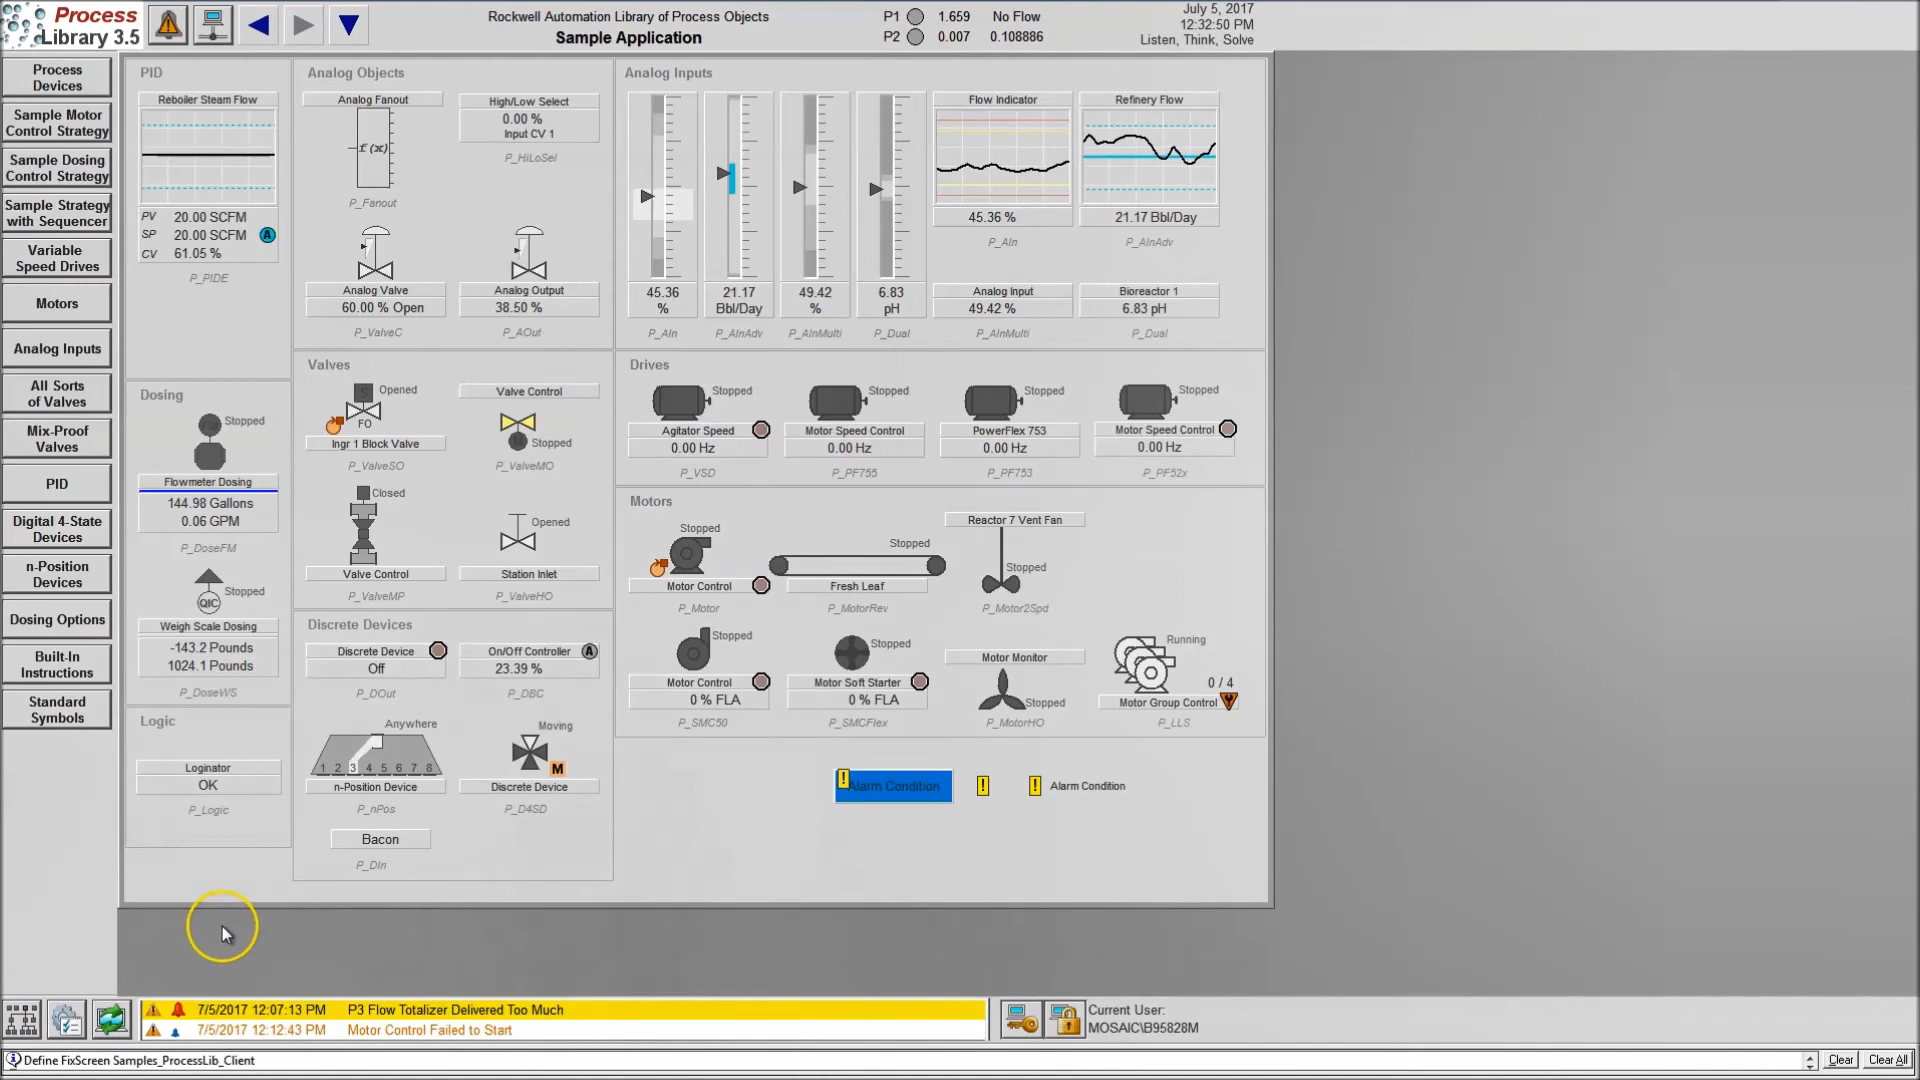 Process
Library 3.5
Rockwell Automation Library of Process Objects
Sample Application
P1 1.659 No Flow
P2 0.007 0.108886
July 5, 2017
12:32:50 PM
Listen, Think, Solve
Process
Devices
Sample Motor
Control Strategy
Sample Dosing
Control Strategy
Sample Strategy
with Sequencer
Variable
Speed Drives
Motors
Analog Inputs
All Sorts
of Valves
Mix-Proof
Valves
PID
Digital 4-State
Devices
n-Position
Devices
Dosing Options
Built-In
Instructions
Standard
Symbols
PID
Reboiler Steam Flow
PV 20.00 SCFM
SP 20.00 SCFM A
CV 61.05 %
P_PIDE
Dosing
Stopped
Flowmeter Dosing
144.98 Gallons
0.06 GPM
P_DoseFM
Stopped
QIC
Weigh Scale Dosing
-143.2 Pounds
1024.1 Pounds
P_DoseWS
Logic
Loginator
OK
P_Logic
Analog Objects
Analog Fanout
f(x)
P_Fanout
High/Low Select
0.00 %
Input CV 1
P_HiLoSel
Analog Valve
60.00 % Open
P_ValveC
Analog Output
38.50 %
P_AOut
Valves
Opened
FO
Ingr 1 Block Valve
P_ValveSO
Valve Control
M Stopped
P_ValveMO
Closed
Valve Control
P_ValveMP
Opened
Station Inlet
P_ValveHO
Discrete Devices
Discrete Device
Off
P_DOut
On/Off Controller A
23.39 %
P_DBC
Anywhere
1 2 3 4 5 6 7 8
n-Position Device
P_nPos
Moving
M
Discrete Device
P_D4SD
Bacon
P_DIn
Analog Inputs
45.36
%
P_AIn
21.17
Bbl/Day
P_AInAdv
49.42
%
P_AInMulti
6.83
pH
P_Dual
Flow Indicator
45.36 %
P_AIn
Refinery Flow
21.17 Bbl/Day
P_AInAdv
Analog Input
49.42 %
P_AInMulti
Bioreactor 1
6.83 pH
P_Dual
Drives
Stopped
Agitator Speed
0.00 Hz
P_VSD
Stopped
Motor Speed Control
0.00 Hz
P_PF755
Stopped
PowerFlex 753
0.00 Hz
P_PF753
Stopped
Motor Speed Control
0.00 Hz
P_PF52x
Motors
Stopped
Motor Control
P_Motor
Stopped
Fresh Leaf
P_MotorRev
Reactor 7 Vent Fan
Stopped
P_Motor2Spd
Stopped
Motor Control
0 % FLA
P_SMC50
Stopped
Motor Soft Starter
0 % FLA
P_SMCFlex
Motor Monitor
Stopped
P_MotorHO
Running
0 / 4
Motor Group Control
P_LLS
! Alarm Condition
!
! Alarm Condition
7/5/2017 12:07:13 PM P3 Flow Totalizer Delivered Too Much
7/5/2017 12:12:43 PM Motor Control Failed to Start
Current User:
MOSAIC\B95828M
Define FixScreen Samples_ProcessLib_Client
Clear
Clear All